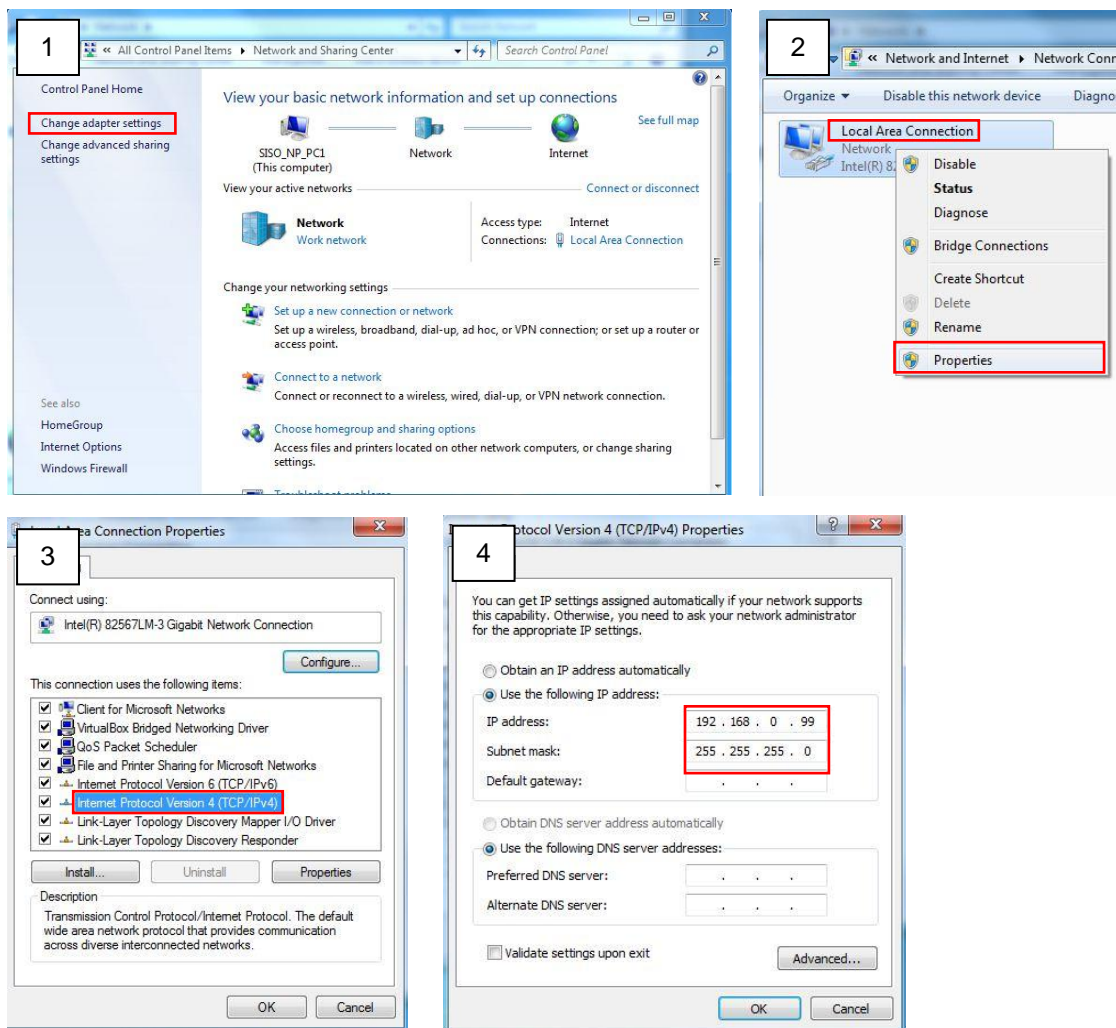 1
« All Control Panel Items ▸ Network and Sharing Center
Search Control Panel
Control Panel Home
Change adapter settings
Change advanced sharing
settings
See also
HomeGroup
Internet Options
Windows Firewall
View your basic network information and set up connections
See full map
SISO_NP_PC1
(This computer)
Network
Internet
View your active networks
Connect or disconnect
Network
Work network
Access type: Internet
Connections: Local Area Connection
Change your networking settings
Set up a new connection or network
Set up a wireless, broadband, dial-up, ad hoc, or VPN connection; or set up a router or
access point.
Connect to a network
Connect or reconnect to a wireless, wired, dial-up, or VPN network connection.
Choose homegroup and sharing options
Access files and printers located on other network computers, or change sharing
settings.
Troubleshoot problems
2
« Network and Internet ▸ Network Conn
Organize ▾ Disable this network device Diagno
Local Area Connection
Network
Intel(R) 82
Disable
Status
Diagnose
Bridge Connections
Create Shortcut
Delete
Rename
Properties
3
ea Connection Properties
Connect using:
Intel(R) 82567LM-3 Gigabit Network Connection
Configure...
This connection uses the following items:
Client for Microsoft Networks
VirtualBox Bridged Networking Driver
QoS Packet Scheduler
File and Printer Sharing for Microsoft Networks
Internet Protocol Version 6 (TCP/IPv6)
Internet Protocol Version 4 (TCP/IPv4)
Link-Layer Topology Discovery Mapper I/O Driver
Link-Layer Topology Discovery Responder
Install... Uninstall Properties
Description
Transmission Control Protocol/Internet Protocol. The default
wide area network protocol that provides communication
across diverse interconnected networks.
OK Cancel
4
otocol Version 4 (TCP/IPv4) Properties
You can get IP settings assigned automatically if your network supports
this capability. Otherwise, you need to ask your network administrator
for the appropriate IP settings.
Obtain an IP address automatically
Use the following IP address:
IP address: 192 . 168 . 0 . 99
Subnet mask: 255 . 255 . 255 . 0
Default gateway: . . .
Obtain DNS server address automatically
Use the following DNS server addresses:
Preferred DNS server: . . .
Alternate DNS server: . . .
Validate settings upon exit
Advanced...
OK Cancel